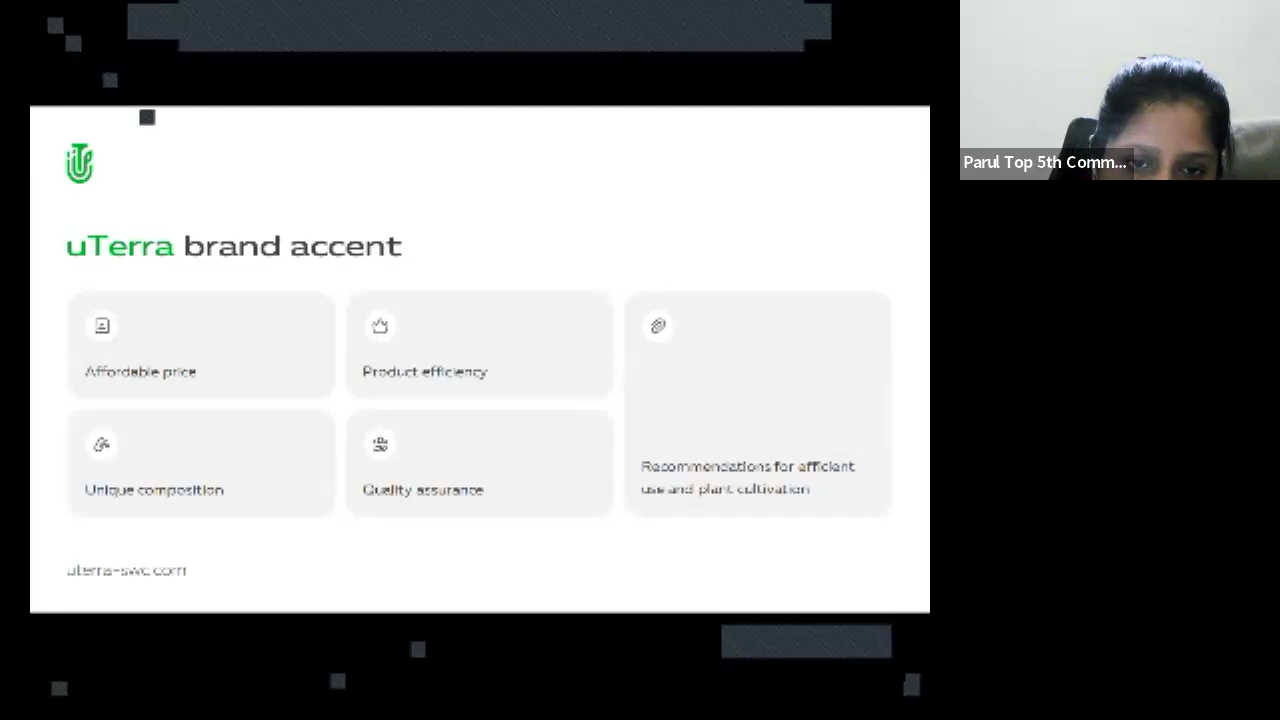 Parul Top 5th Comm...
uTerra brand accent
Affordable price
Product efficiency
Unique composition
Quality assurance
Recommendations for efficient
use and plant cultivation
uterra-swc.com